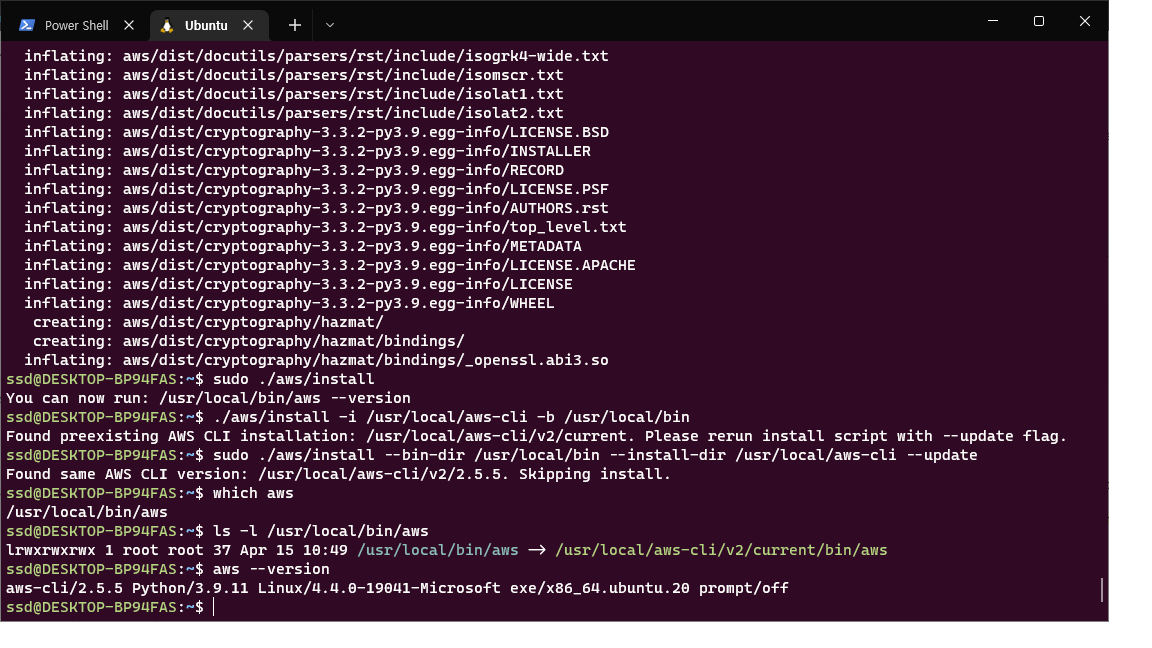 Power Shell
Ubuntu
inflating: aws/dist/docutils/parsers/rst/include/isogrk4-wide.txt
inflating: aws/dist/docutils/parsers/rst/include/isomscr.txt
inflating: aws/dist/docutils/parsers/rst/include/isolat1.txt
inflating: aws/dist/docutils/parsers/rst/include/isolat2.txt
inflating: aws/dist/cryptography-3.3.2-py3.9.egg-info/LICENSE.BSD
inflating: aws/dist/cryptography-3.3.2-py3.9.egg-info/INSTALLER
inflating: aws/dist/cryptography-3.3.2-py3.9.egg-info/RECORD
inflating: aws/dist/cryptography-3.3.2-py3.9.egg-info/LICENSE.PSF
inflating: aws/dist/cryptography-3.3.2-py3.9.egg-info/AUTHORS.rst
inflating: aws/dist/cryptography-3.3.2-py3.9.egg-info/top_level.txt
inflating: aws/dist/cryptography-3.3.2-py3.9.egg-info/METADATA
inflating: aws/dist/cryptography-3.3.2-py3.9.egg-info/LICENSE.APACHE
inflating: aws/dist/cryptography-3.3.2-py3.9.egg-info/LICENSE
inflating: aws/dist/cryptography-3.3.2-py3.9.egg-info/WHEEL
creating: aws/dist/cryptography/hazmat/
creating: aws/dist/cryptography/hazmat/bindings/
inflating: aws/dist/cryptography/hazmat/bindings/_openssl.abi3.so
ssd@DESKTOP-BP94FAS:~$ sudo ./aws/install
You can now run: /usr/local/bin/aws --version
ssd@DESKTOP-BP94FAS:~$ ./aws/install -i /usr/local/aws-cli -b /usr/local/bin
Found preexisting AWS CLI installation: /usr/local/aws-cli/v2/current. Please rerun install script with --update flag.
ssd@DESKTOP-BP94FAS:~$ sudo ./aws/install --bin-dir /usr/local/bin --install-dir /usr/local/aws-cli --update
Found same AWS CLI version: /usr/local/aws-cli/v2/2.5.5. Skipping install.
ssd@DESKTOP-BP94FAS:~$ which aws
/usr/local/bin/aws
ssd@DESKTOP-BP94FAS:~$ ls -l /usr/local/bin/aws
lrwxrwxrwx 1 root root 37 Apr 15 10:49 /usr/local/bin/aws -> /usr/local/aws-cli/v2/current/bin/aws
ssd@DESKTOP-BP94FAS:~$ aws --version
aws-cli/2.5.5 Python/3.9.11 Linux/4.4.0-19041-Microsoft exe/x86_64.ubuntu.20 prompt/off
ssd@DESKTOP-BP94FAS:~$